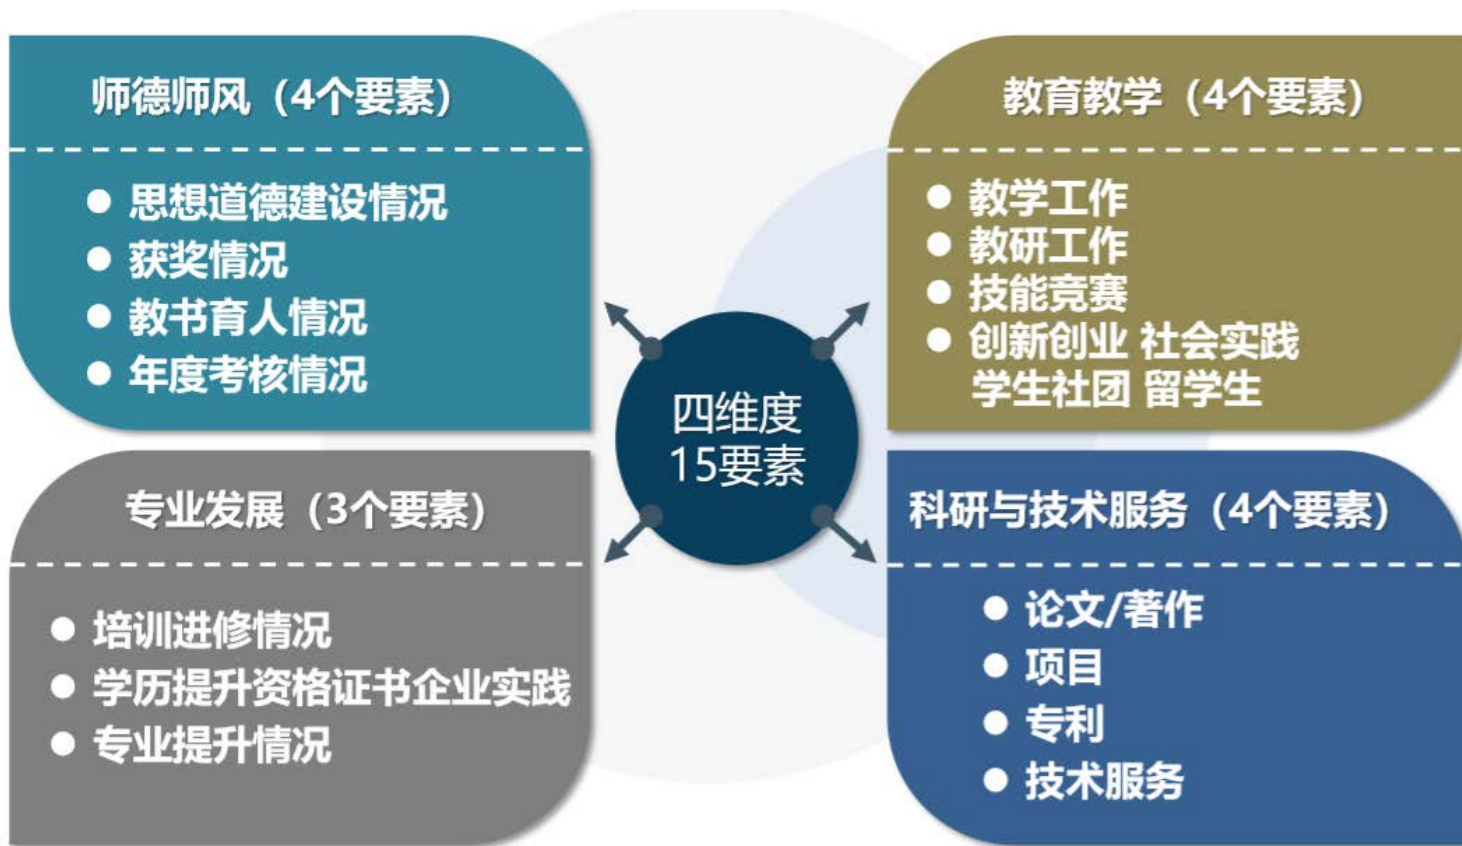 师德师风（4个要素）
● 思想道德建设情况
● 获奖情况
● 教书育人情况
● 年度考核情况
教育教学（4个要素）
● 教学工作
● 教研工作
● 技能竞赛
● 创新创业 社会实践
学生社团 留学生
四维度
15要素
专业发展（3个要素）
● 培训进修情况
● 学历提升资格证书企业实践
● 专业提升情况
科研与技术服务（4个要素）
● 论文/著作
● 项目
● 专利
● 技术服务